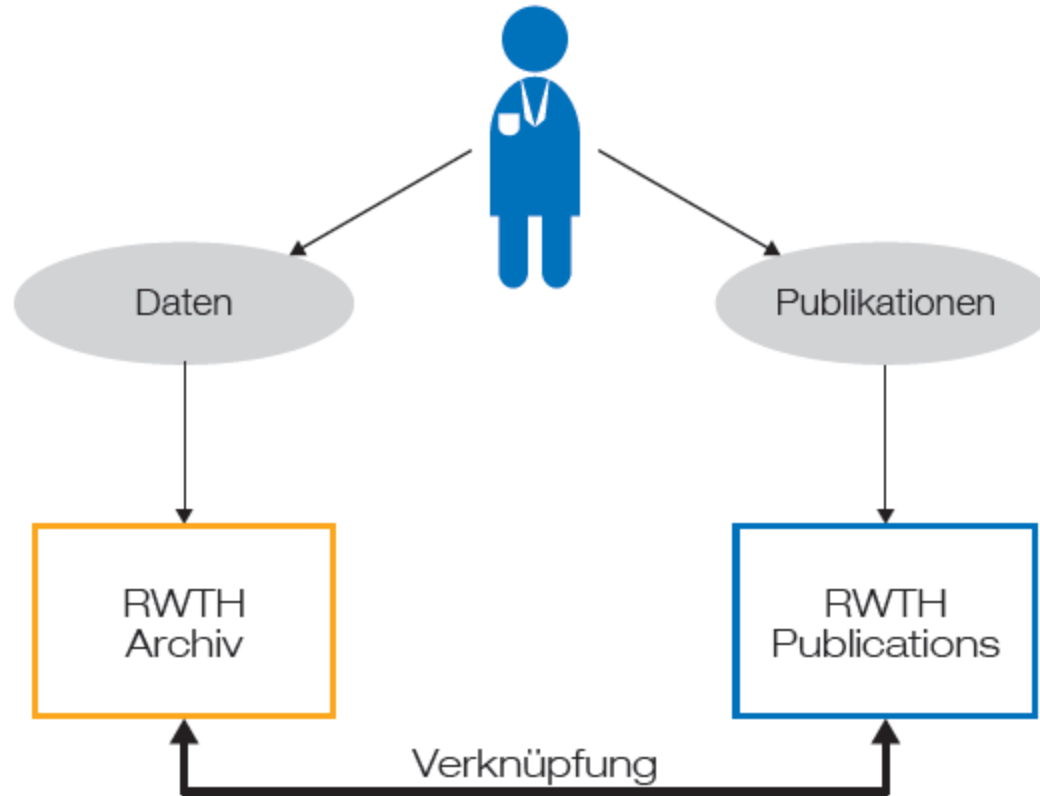 Daten
Publikationen
RWTH
Archiv
RWTH
Publications
Verknüpfung